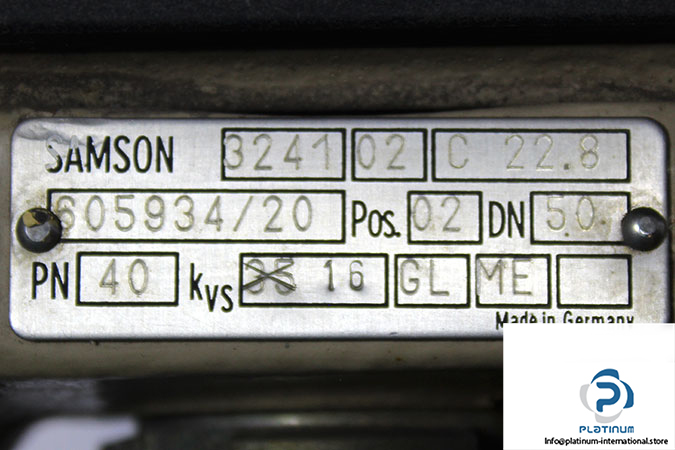 SAMSON 3241 02 C 22.8
605934/20 Pos. 02 DN 50
PN 40 kvs 16 GL ME
Made in Germany
PLATINUM
Info@platinum-international.store